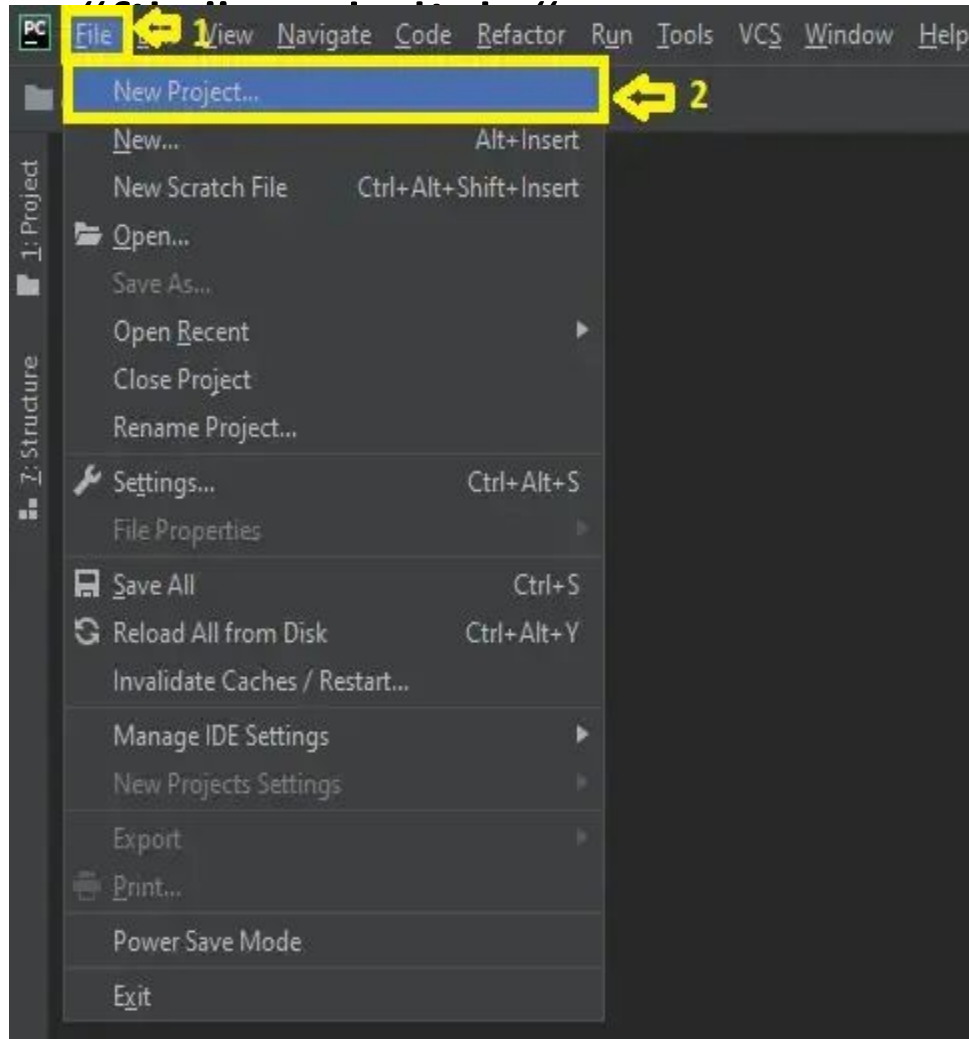 PC File 1 View Navigate Code Refactor Run Tools VCS Window Help
New Project... 2
New... Alt+Insert
New Scratch File Ctrl+Alt+Shift+Insert
Open...
Save As...
Open Recent
Close Project
Rename Project...
Settings... Ctrl+Alt+S
File Properties
Save All Ctrl+S
Reload All from Disk Ctrl+Alt+Y
Invalidate Caches / Restart...
Manage IDE Settings
New Projects Settings
Export
Print...
Power Save Mode
Exit
1: Project
7: Structure